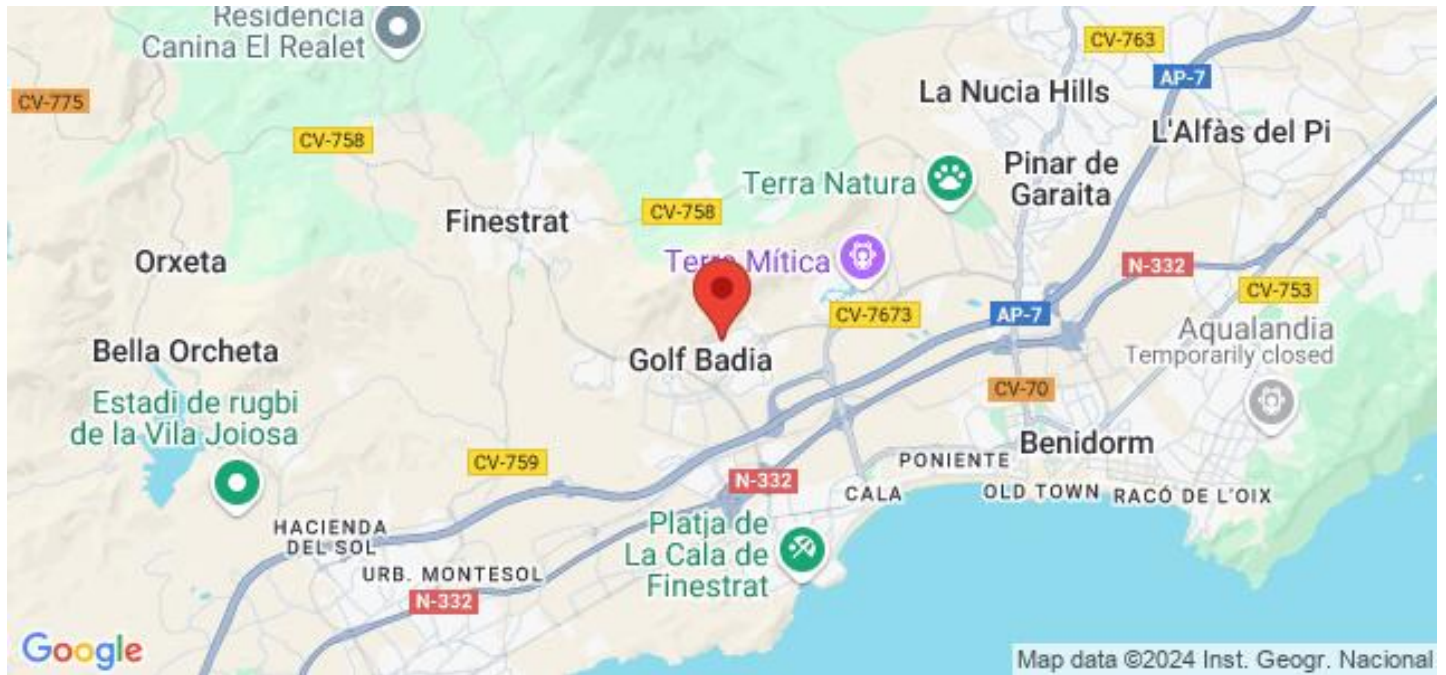 Residencia
Canina El Realet
CV-763
AP-7
La Nucia Hills
CV-775
L'Alfàs del Pi
CV-758
Pinar de
Garaita
Terra Natura
CV-758
Finestrat
Orxeta
Terra Mítica
N-332
CV-753
CV-7673
AP-7
Aqualandia
Temporarily closed
Bella Orcheta
Golf Badia
CV-70
Estadi de rugbi
de la Vila Joiosa
Benidorm
PONIENTE
CV-759
N-332
CALA
OLD TOWN
RACÓ DE L'OIX
HACIENDA
DEL SOL
Platja de
La Cala de
Finestrat
URB. MONTESOL
N-332
Google
Map data ©2024 Inst. Geogr. Nacional